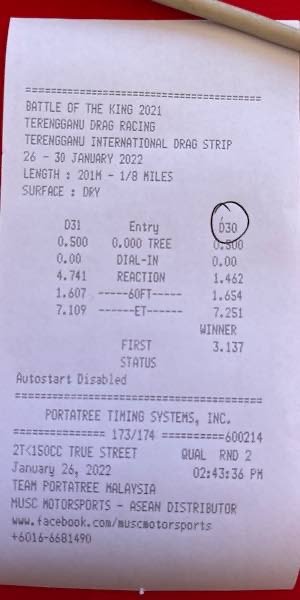 ========================================
BATTLE OF THE KING 2021
TERENGGANU DRAG RACING
TERENGGANU INTERNATIONAL DRAG STRIP
26 - 30 JANUARY 2022
LENGTH : 201M - 1/8 MILES
SURFACE : DRY
D31 Entry D30
0.500 0.000 TREE 0.500
0.00 DIAL-IN 0.00
4.741 REACTION 1.462
1.607 -----60FT----- 1.654
7.109 ------ET------ 7.251
WINNER
FIRST 3.137
STATUS
Autostart Disabled
========================================
PORTATREE TIMING SYSTEMS, INC.
=============== 173/174 ==========600214
2T<150CC TRUE STREET QUAL RND 2
January 26, 2022 02:43:36 PM
TEAM PORTATREE MALAYSIA
MUSC MOTORSPORTS - ASEAN DISTRIBUTOR
www.facebook.com/muscmotorsports
+6016-6681490